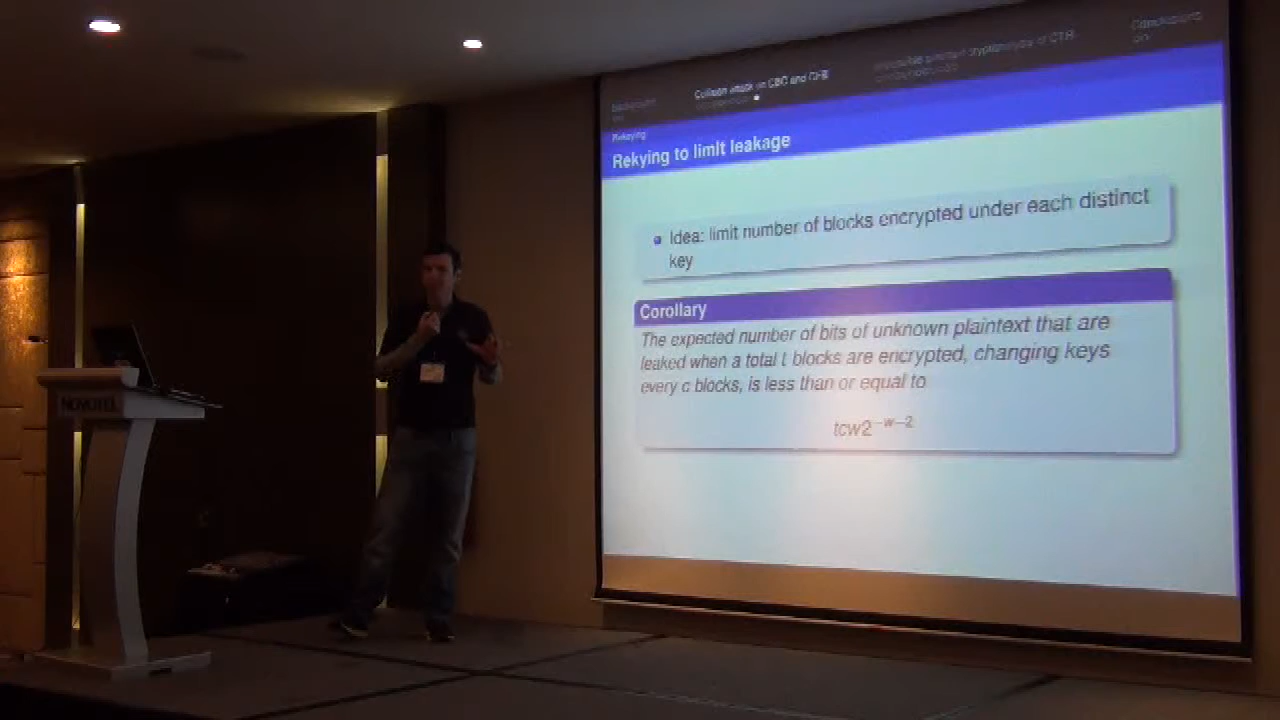 Background
Collision attack on CBC and CFB
Conclusions
Rekeying
Rekying to limit leakage
Idea: limit number of blocks encrypted under each distinct
key
Corollary
The expected number of bits of unknown plaintext that are
leaked when a total t blocks are encrypted, changing keys
every c blocks, is less than or equal to
tcw2^{-w-2}
NOVOTEL